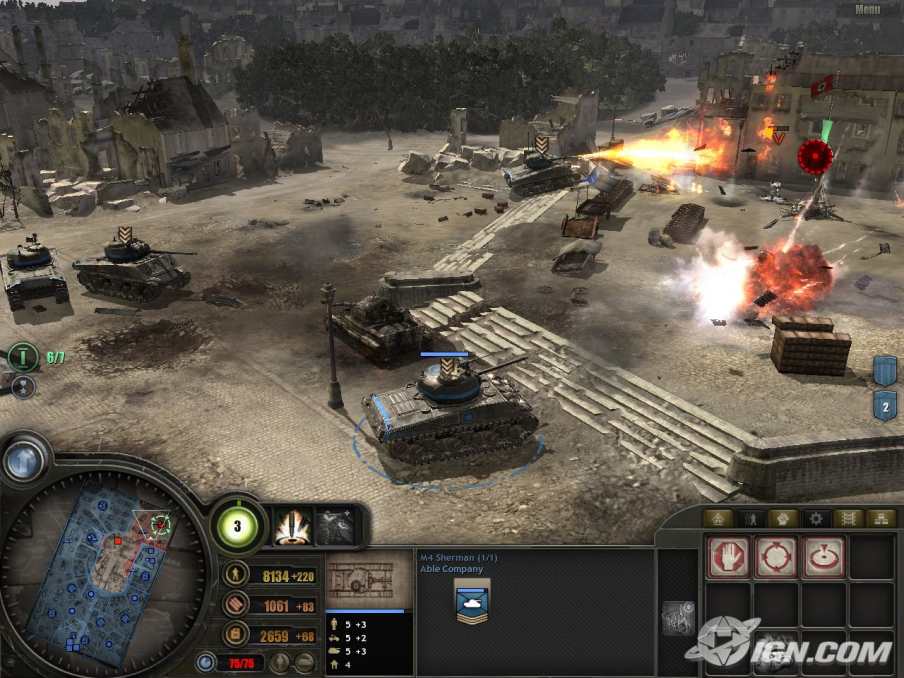 Menu
6/7
2
3
8134 +220
1061 +83
2659 +68
75/75
5 +3
5 +2
5 +3
4
M4 Sherman (1/1)
Able Company
IGN.COM